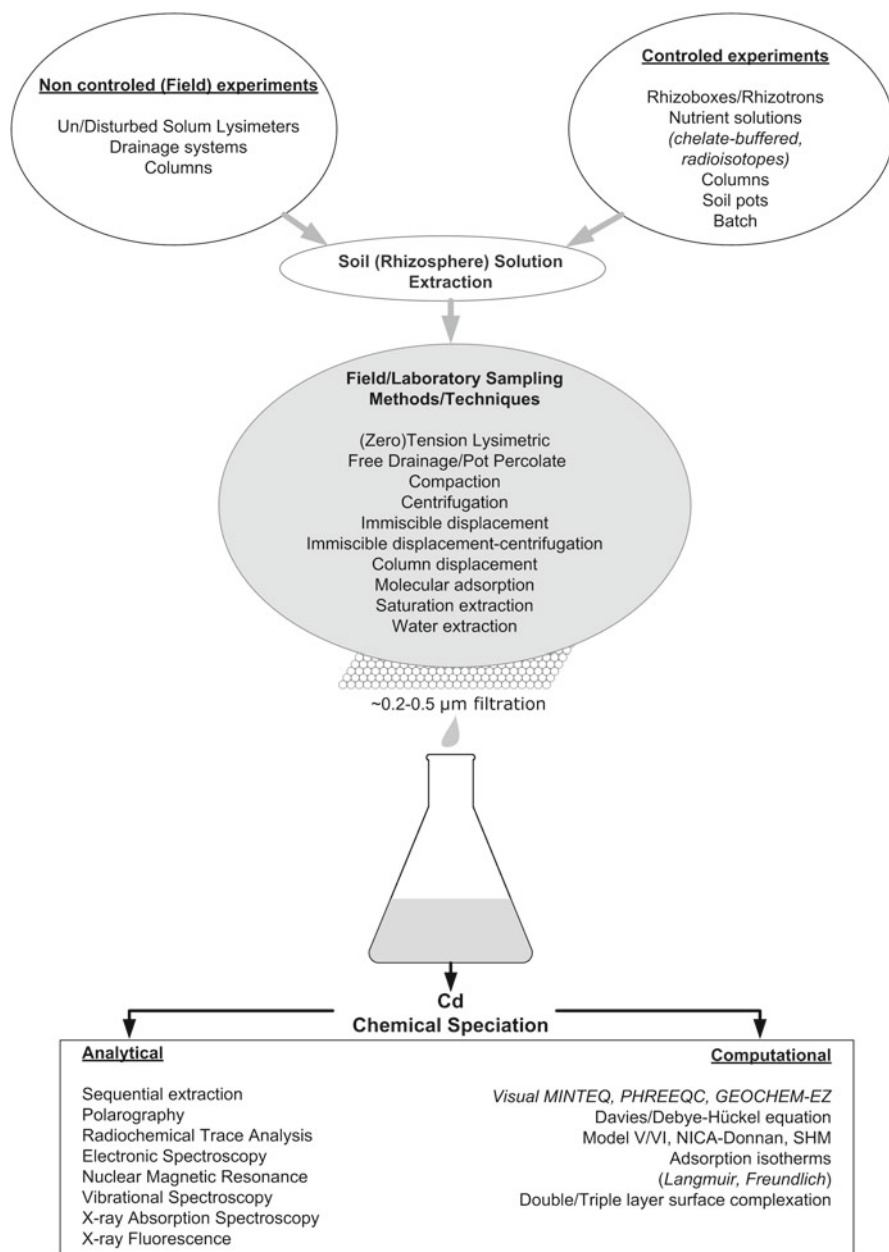 Non controled (Field) experiments
Un/Disturbed Solum Lysimeters
Drainage systems
Columns
Controled experiments
Rhizoboxes/Rhizotrons
Nutrient solutions
(chelate-buffered,
radioisotopes)
Columns
Soil pots
Batch
Soil (Rhizosphere) Solution
Extraction
Field/Laboratory Sampling
Methods/Techniques
(Zero)Tension Lysimetric
Free Drainage/Pot Percolate
Compaction
Centrifugation
Immiscible displacement
Immiscible displacement-centrifugation
Column displacement
Molecular adsorption
Saturation extraction
Water extraction
~0.2-0.5 µm filtration
Cd
Chemical Speciation
Analytical
Sequential extraction
Polarography
Radiochemical Trace Analysis
Electronic Spectroscopy
Nuclear Magnetic Resonance
Vibrational Spectroscopy
X-ray Absorption Spectroscopy
X-ray Fluorescence
Computational
Visual MINTEQ, PHREEQC, GEOCHEM-EZ
Davies/Debye-Hückel equation
Model V/VI, NICA-Donnan, SHM
Adsorption isotherms
(Langmuir, Freundlich)
Double/Triple layer surface complexation